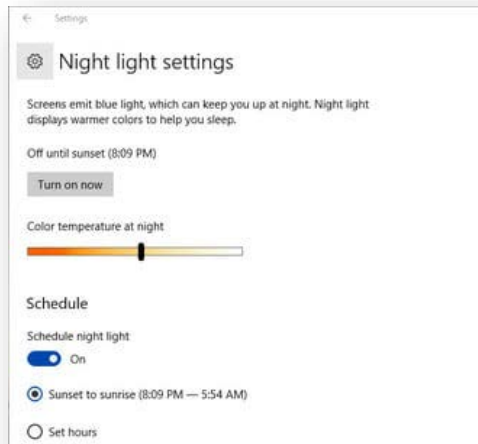 Settings
Night light settings
Screens emit blue light, which can keep you up at night. Night light
displays warmer colors to help you sleep.
Off until sunset (8:09 PM)
Turn on now
Color temperature at night
Schedule
Schedule night light
On
Sunset to sunrise (8:09 PM — 5:54 AM)
Set hours